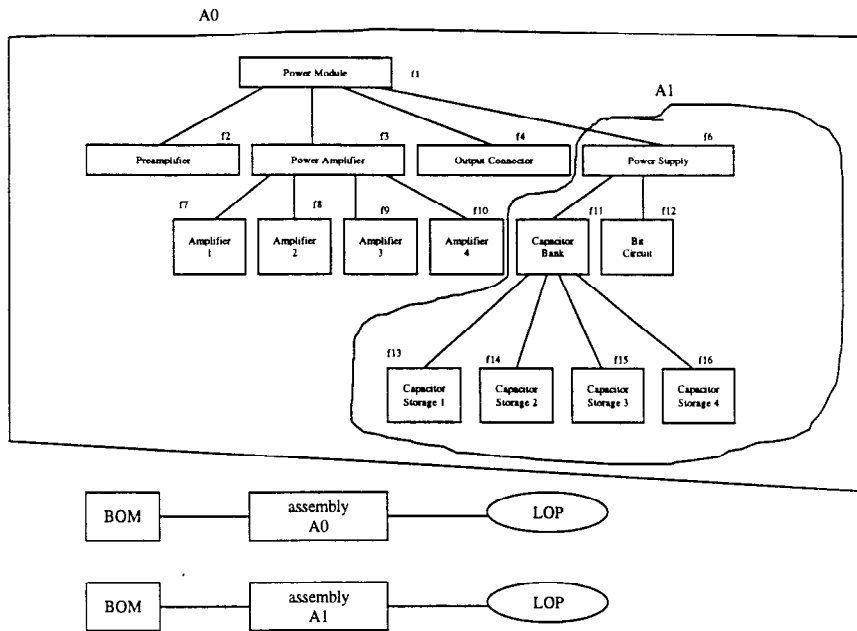 A0
Power Module
f1
A1
f2
f3
f4
f6
Preamplifier
Power Amplifier
Output Connector
Power Supply
f7
f8
f9
f10
f11
f12
Amplifier
1
Amplifier
2
Amplifier
3
Amplifier
4
Capacitor
Bank
Bit
Circuit
f13
f14
f15
f16
Capacitor
Storage 1
Capacitor
Storage 2
Capacitor
Storage 3
Capacitor
Storage 4
BOM
assembly
A0
LOP
BOM
assembly
A1
LOP